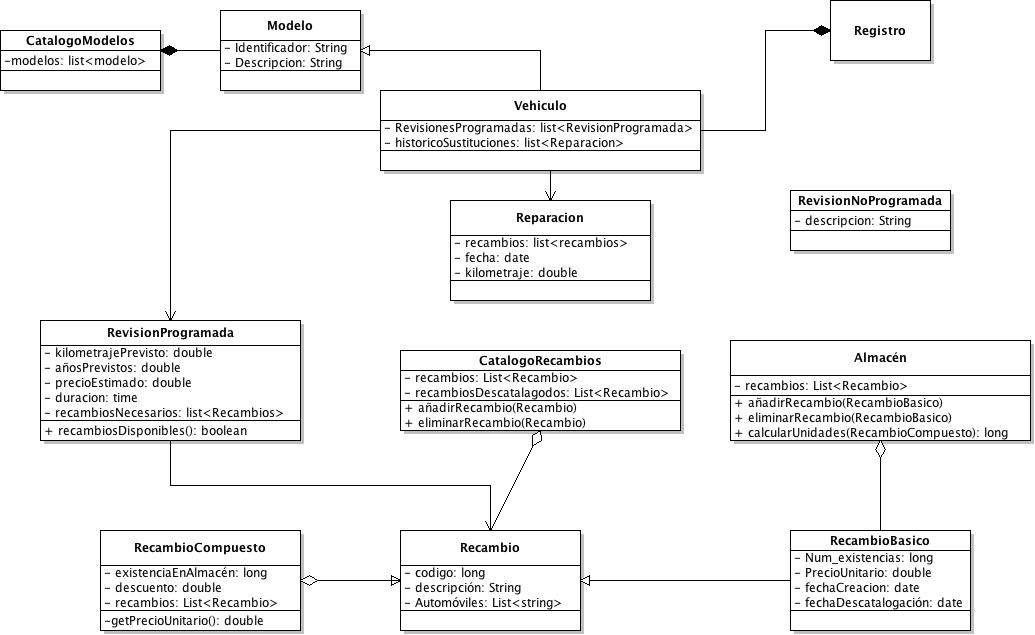 Modelo
- Identificador: String
- Descripcion: String
CatalogoModelos
-modelos: list<modelo>
Registro
Vehiculo
- RevisionesProgramadas: list<RevisionProgramada>
- historicoSustituciones: list<Reparacion>
RevisionNoProgramada
- descripcion: String
Reparacion
- recambios: list<recambios>
- fecha: date
- kilometraje: double
RevisionProgramada
- kilometrajePrevisto: double
- añosPrevistos: double
- precioEstimado: double
- duracion: time
- recambiosNecesarios: list<Recambios>
+ recambiosDisponibles(): boolean
CatalogoRecambios
- recambios: List<Recambio>
- recambiosDescatalagodos: List<Recambio>
+ añadirRecambio(Recambio)
+ eliminarRecambio(Recambio)
Almacén
- recambios: List<Recambio>
+ añadirRecambio(RecambioBasico)
+ eliminarRecambio(RecambioBasico)
+ calcularUnidades(RecambioCompuesto): long
RecambioCompuesto
- existenciaEnAlmacén: long
- descuento: double
- recambios: List<Recambio>
-getPrecioUnitario(): double
Recambio
- codigo: long
- descripción: String
- Automóviles: List<string>
RecambioBasico
- Num_existencias: long
- PrecioUnitario: double
- fechaCreacion: date
- fechaDescatalogación: date